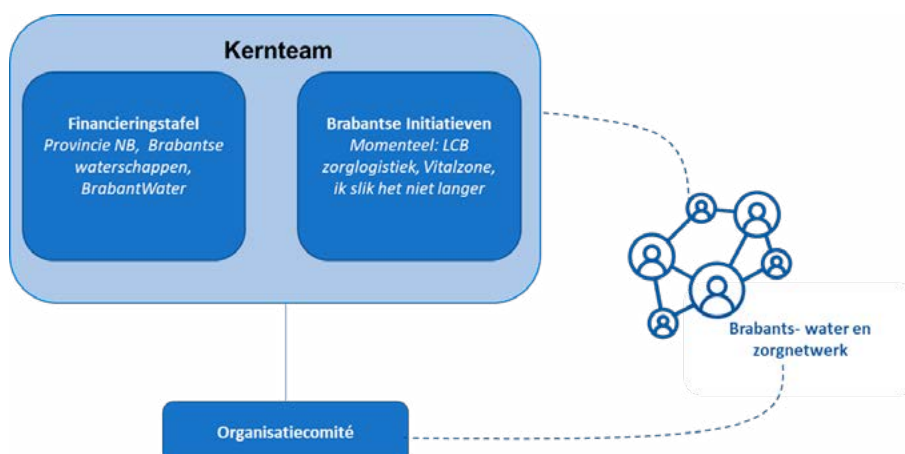 Kernteam
Financieringstafel
Provincie NB, Brabantse
waterschappen,
BrabantWater
Brabantse Initiatieven
Momenteel: LCB
zorglogistiek, Vitalzone,
ik slik het niet langer
Brabants- water en
zorgnetwerk
Organisatiecomité